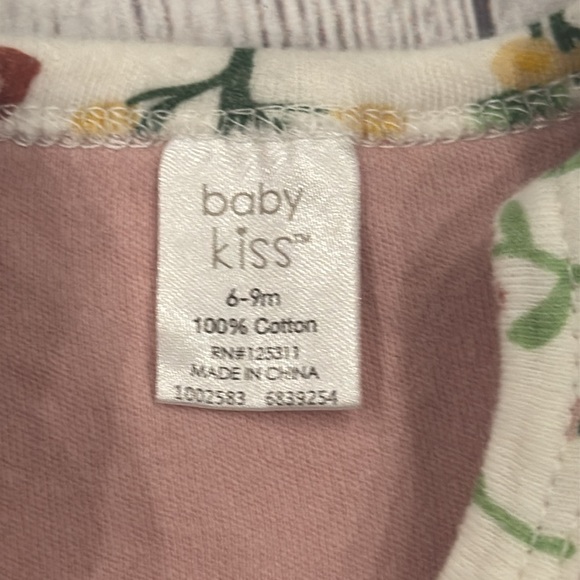 baby
kiss™
6-9m
100% Cotton
RN#125311
MADE IN CHINA
1002583 6839254